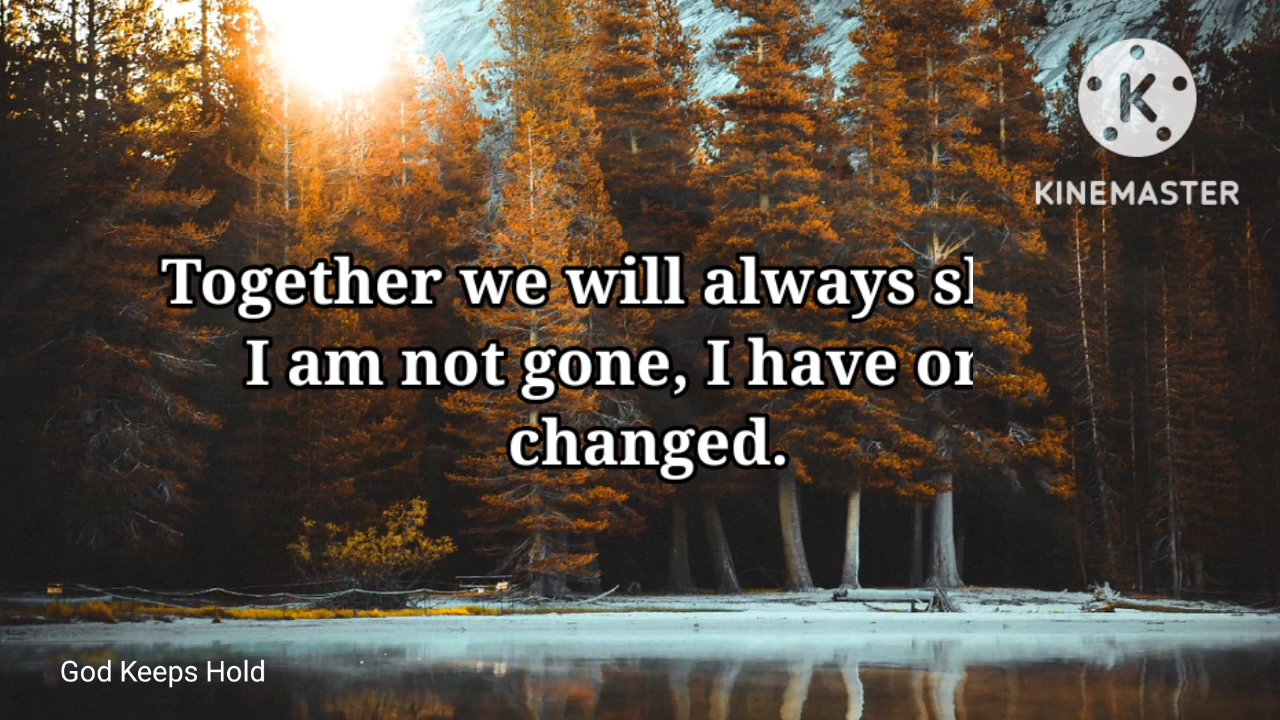 K
KINEMASTER
Together we will always
I am not gone, I have
changed.
God Keeps Hold